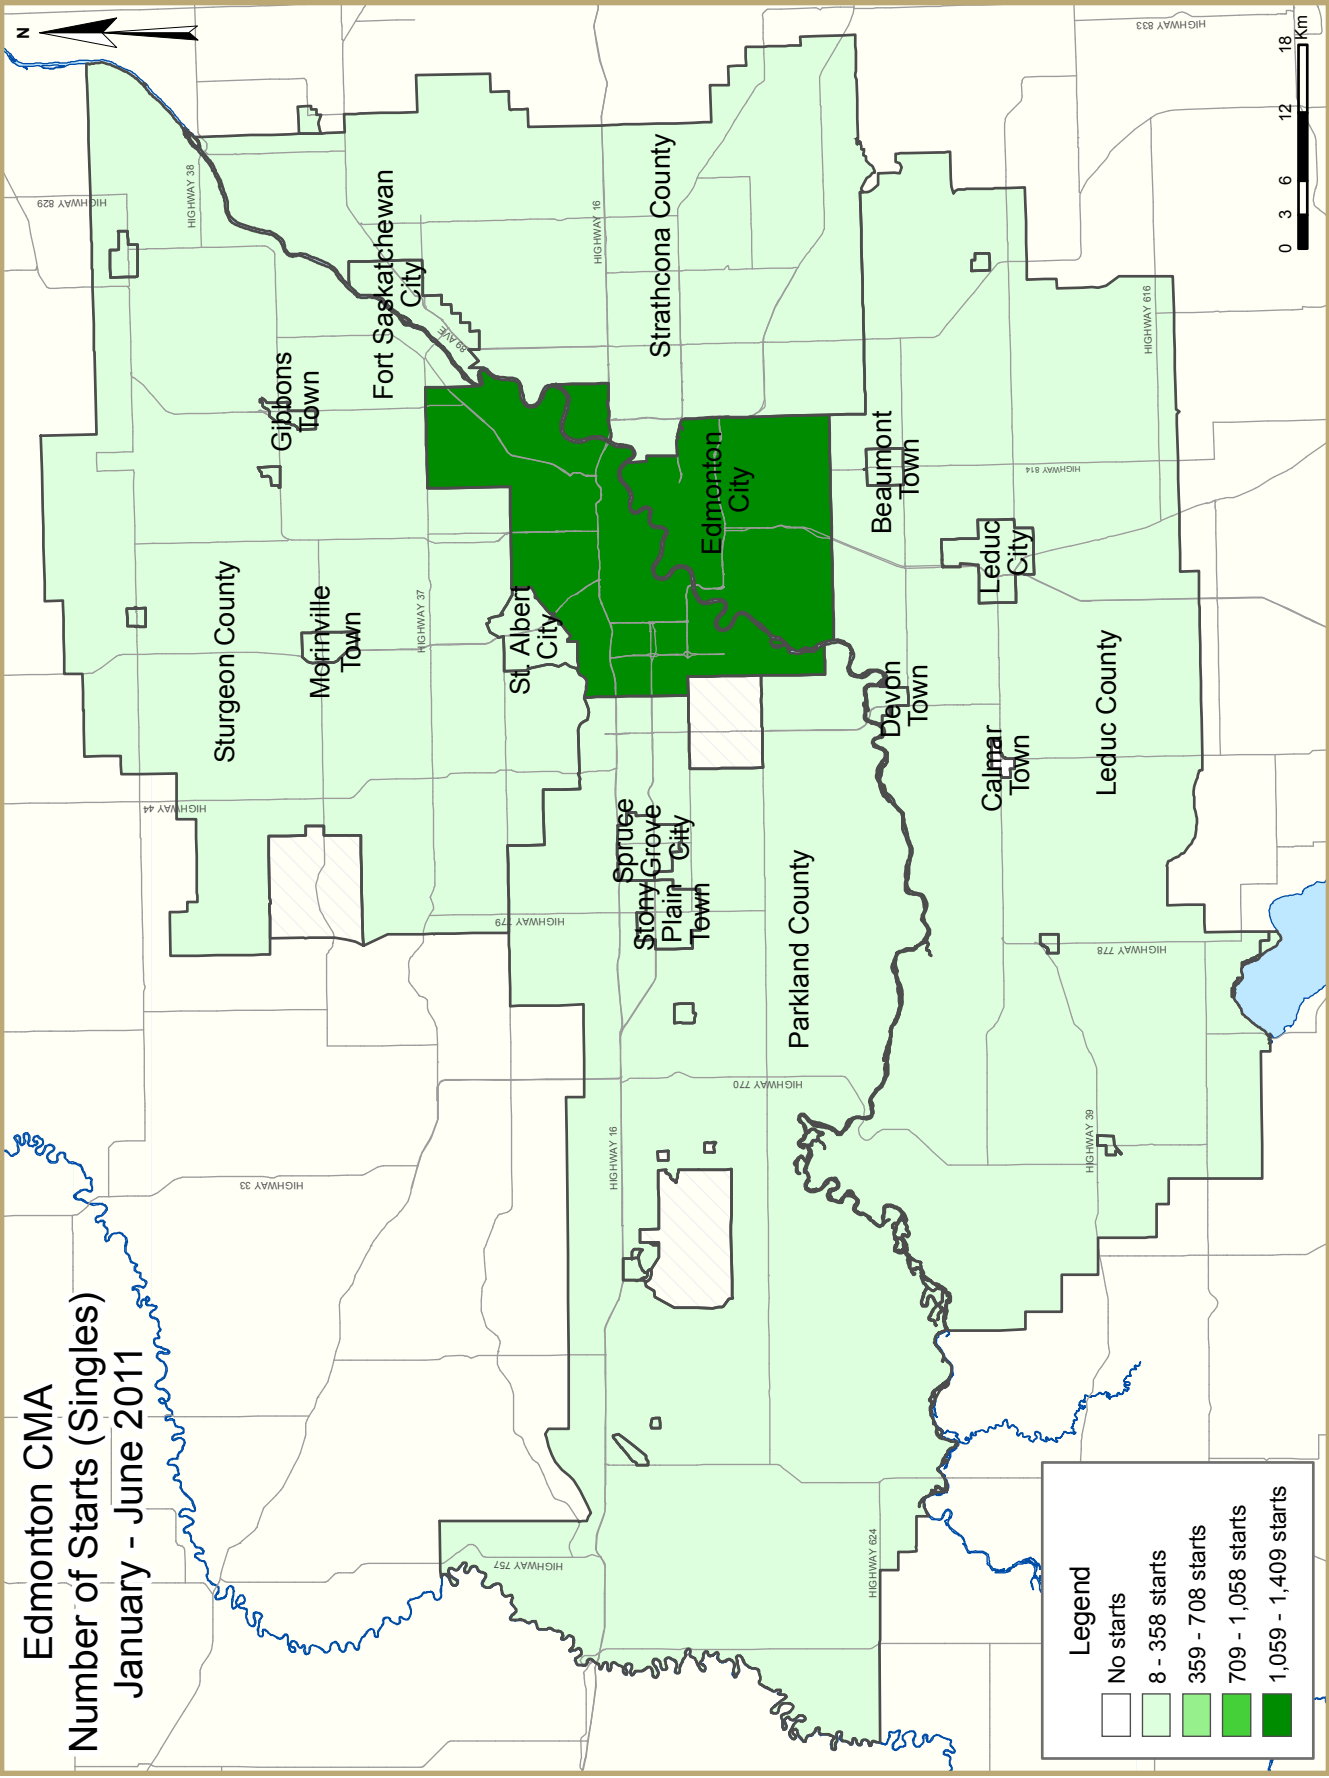 Edmonton CMA
Number of Starts (Singles)
January - June 2011
N
HIGHWAY 829
HIGHWAY 38
HIGHWAY 833
Gibbons
Town
Fort Saskatchewan
City
89 AVE
HIGHWAY 16
Strathcona County
Sturgeon County
Morinville
Town
HIGHWAY 37
HIGHWAY 44
St. Albert
City
Edmonton
City
Beaumont
Town
HIGHWAY 814
HIGHWAY 616
Leduc
City
Devon
Town
Calmar
Town
Leduc County
HIGHWAY 779
Spruce
Grove
City
Stony
Plain
Town
Parkland County
HIGHWAY 778
HIGHWAY 770
HIGHWAY 33
HIGHWAY 16
HIGHWAY 39
HIGHWAY 757
HIGHWAY 624
Legend
No starts
8 - 358 starts
359 - 708 starts
709 - 1,058 starts
1,059 - 1,409 starts
0 3 6 12 18
Km